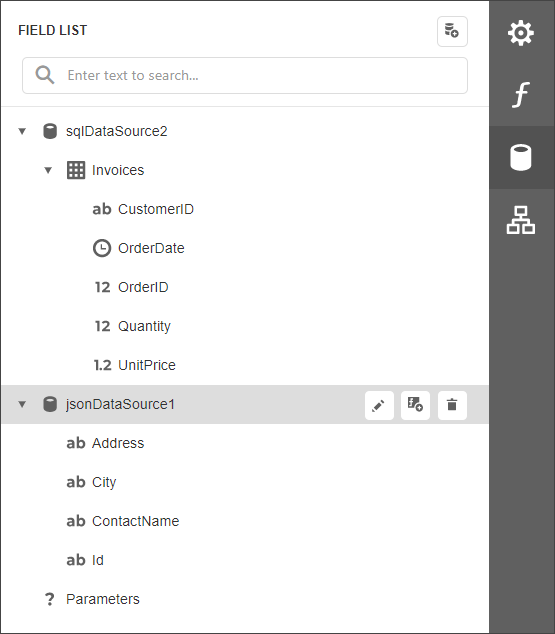 FIELD LIST
Enter text to search...
sqlDataSource2
Invoices
ab CustomerID
OrderDate
12 OrderID
12 Quantity
1.2 UnitPrice
jsonDataSource1
ab Address
ab City
ab ContactName
ab Id
? Parameters